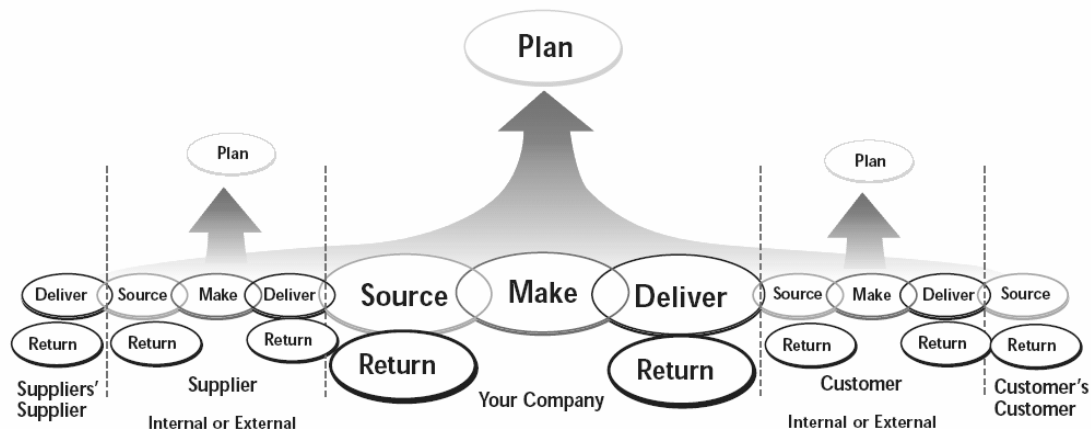 Plan
Plan
Plan
Deliver Source Make Deliver Source Make Deliver Source Make Deliver Source
Return Return Return Return Return Return Return Return
Suppliers'
Supplier
Supplier
Internal or External
Your Company
Customer
Internal or External
Customer's
Customer